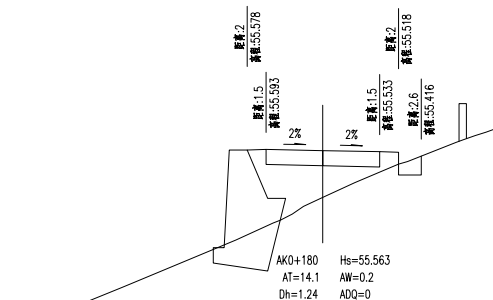 距离:2
高程:55.578
距离:2
高程:55.518
距离:1.5
高程:55.593
距离:1.5
高程:55.533
距离:2.6
高程:55.416
2%
2%
AK0+180 Hs=55.563
AT=14.1 AW=0.2
Dh=1.24 ADQ=0